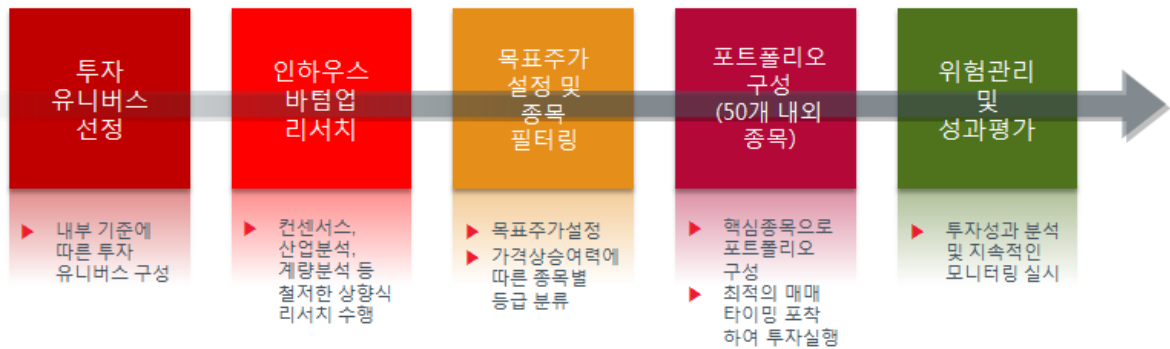 투자
유니버스
선정
인하우스
바텀업
리서치
목표주가
설정 및
종목
필터링
포트폴리오
구성
(50개 내외
종목)
위험관리
및
성과평가
▶ 내부 기준에
따른 투자
유니버스 구성
▶ 컨센서스,
산업분석,
계량분석 등
철저한 상향식
리서치 수행
▶ 목표주가설정
▶ 가격상승여력에
따른 종목별
등급 분류
▶ 핵심종목으로
포트폴리오
구성
▶ 최적의 매매
타이밍 포착
하여 투자실행
▶ 투자성과 분석
및 지속적인
모니터링 실시